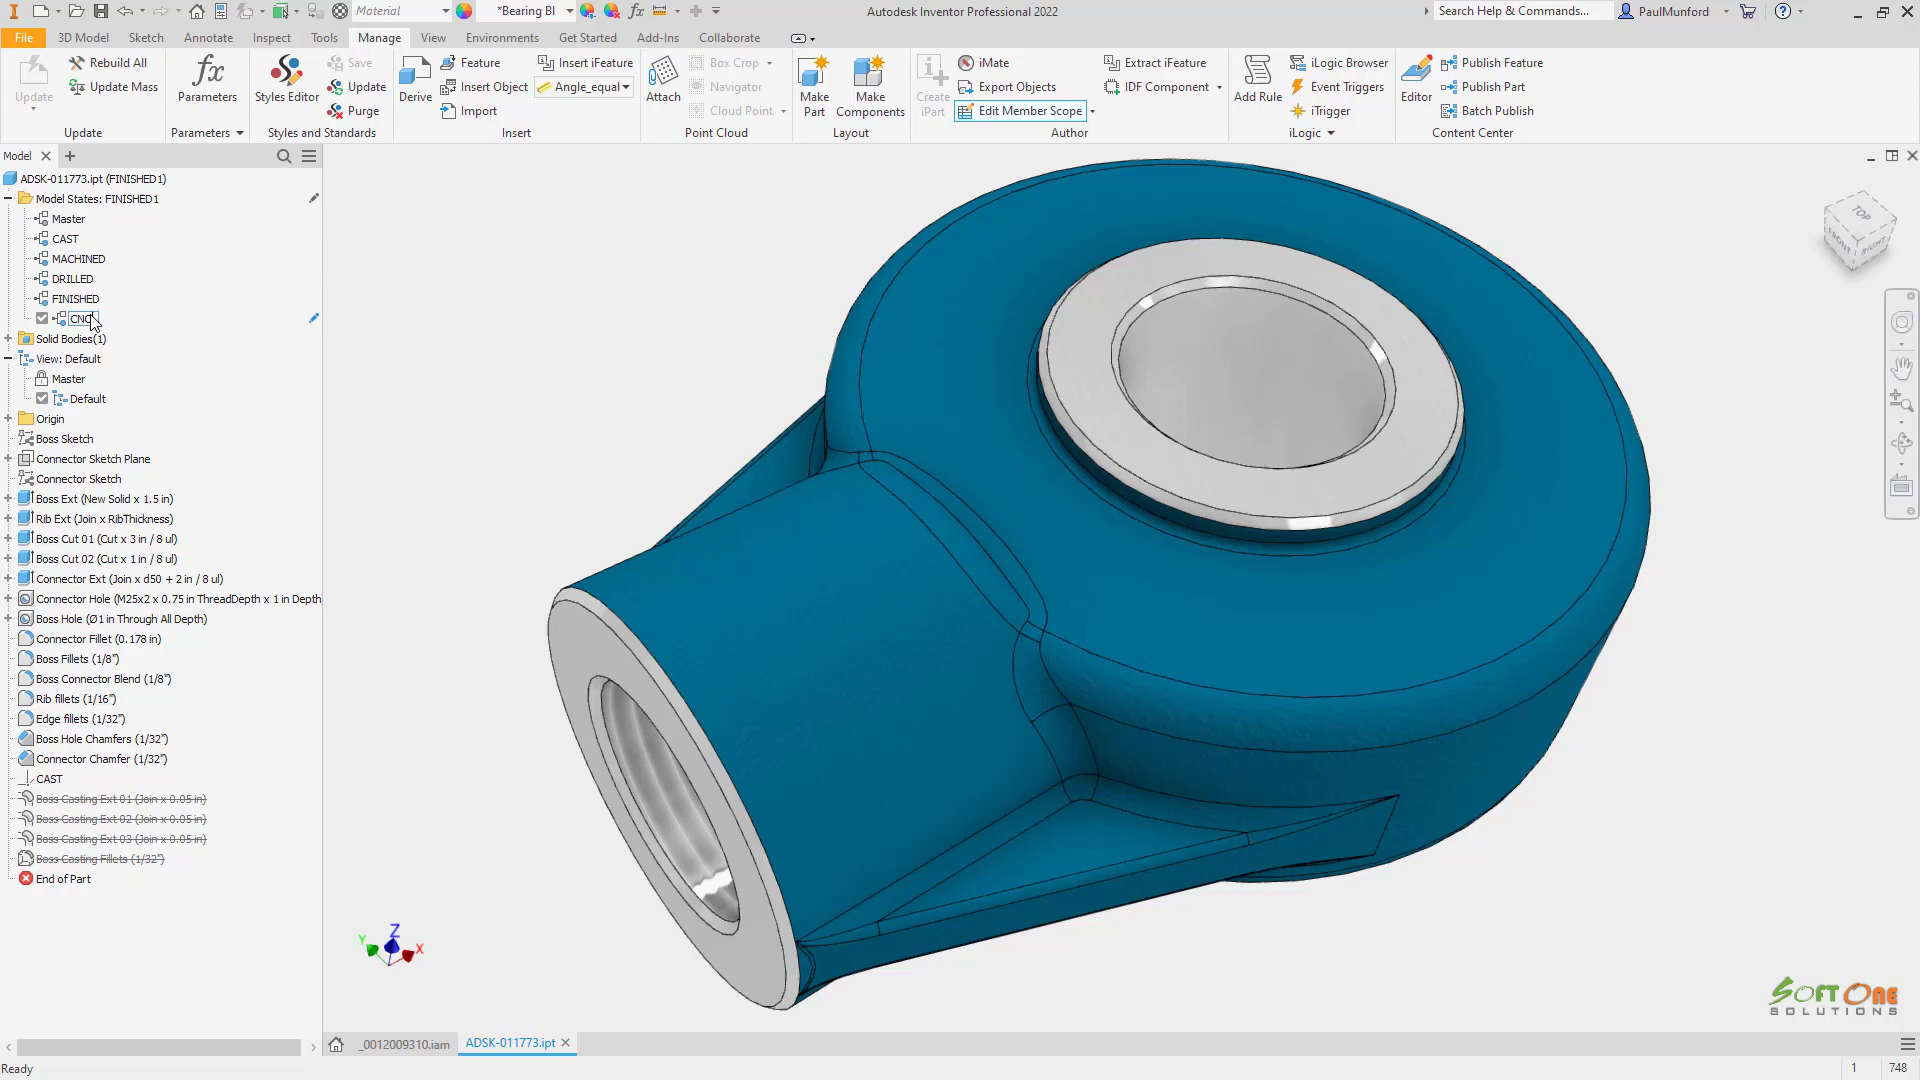 Material
*Bearing Bl
Autodesk Inventor Professional 2022
Search Help & Commands...
PaulMunford
File
3D Model
Sketch
Annotate
Inspect
Tools
Manage
View
Environments
Get Started
Add-Ins
Collaborate
Update
Rebuild All
Update Mass
Update
fx
Parameters
Parameters
Styles Editor
Save
Update
Purge
Styles and Standards
Derive
Feature
Insert Object
Import
Insert iFeature
Angle_equal
Insert
Attach
Box Crop
Navigator
Cloud Point
Point Cloud
Make
Part
Make
Components
Layout
Create
iPart
iMate
Export Objects
Edit Member Scope
Extract iFeature
IDF Component
Author
Add Rule
iLogic Browser
Event Triggers
iTrigger
iLogic
Editor
Publish Feature
Publish Part
Batch Publish
Content Center
Model
ADSK-011773.ipt (FINISHED1)
Model States: FINISHED1
Master
CAST
MACHINED
DRILLED
FINISHED
CNC
Solid Bodies(1)
View: Default
Master
Default
Origin
Boss Sketch
Connector Sketch Plane
Connector Sketch
Boss Ext (New Solid x 1.5 in)
Rib Ext (Join x RibThickness)
Boss Cut 01 (Cut x 3 in / 8 ul)
Boss Cut 02 (Cut x 1 in / 8 ul)
Connector Ext (Join x d50 + 2 in / 8 ul)
Connector Hole (M25x2 x 0.75 in ThreadDepth x 1 in Depth
Boss Hole (Ø1 in Through All Depth)
Connector Fillet (0.178 in)
Boss Fillets (1/8")
Boss Connector Blend (1/8")
Rib fillets (1/16")
Edge fillets (1/32")
Boss Hole Chamfers (1/32")
Connector Chamfer (1/32")
CAST
Boss Casting Ext 01 (Join x 0.05 in)
Boss Casting Ext 02 (Join x 0.05 in)
Boss Casting Ext 03 (Join x 0.05 in)
Boss Casting Fillets (1/32")
End of Part
TOP
FRONT
RIGHT
Z
Y
X
SOFT ONE
SOLUTIONS
_0012009310.iam
ADSK-011773.ipt
Ready
1
748